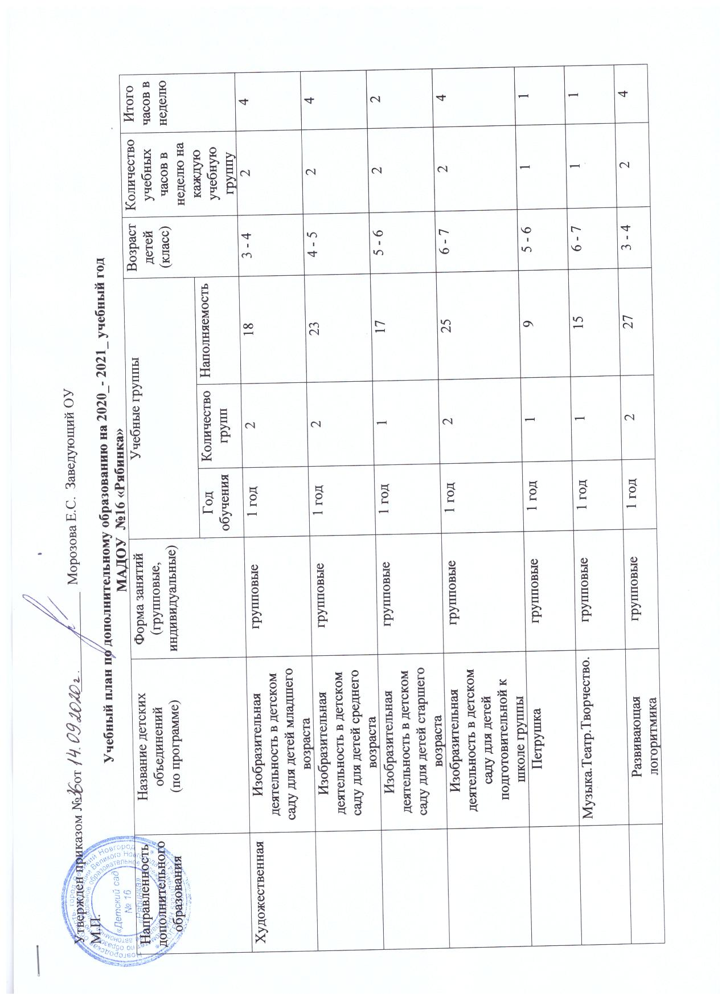 Утвержден приказом № от 14.09.2020г. Морозова Е.С. Заведующий ОУ
М.П.
Учебный план по дополнительному образованию на 2020_- 2021_ учебный год
МАДОУ №16 «Рябинка»
Направленность
дополнительного
образования
Название детских
объединений
(по программе)
Форма занятий
(групповые,
индивидуальные)
Учебные группы
Год
обучения
Количество
групп
Наполняемость
Возраст
детей
(класс)
Количество
учебных
часов в
неделю на
каждую
учебную
группу
Итого
часов в
неделю
Художественная
Изобразительная
деятельность в детском
саду для детей младшего
возраста
групповые
1 год
2
18
3 - 4
2
4
Изобразительная
деятельность в детском
саду для детей среднего
возраста
групповые
1 год
2
23
4 - 5
2
4
Изобразительная
деятельность в детском
саду для детей старшего
возраста
групповые
1 год
1
17
5 - 6
2
2
Изобразительная
деятельность в детском
саду для детей
подготовительной к
школе группы
групповые
1 год
2
25
6 - 7
2
4
Петрушка
групповые
1 год
1
9
5 - 6
1
1
Музыка.Театр.Творчество.
групповые
1 год
1
15
6 - 7
1
1
Развивающая
логоритмика
групповые
1 год
2
27
3 - 4
2
4
«Детский сад
№ 16
«Рябинка»